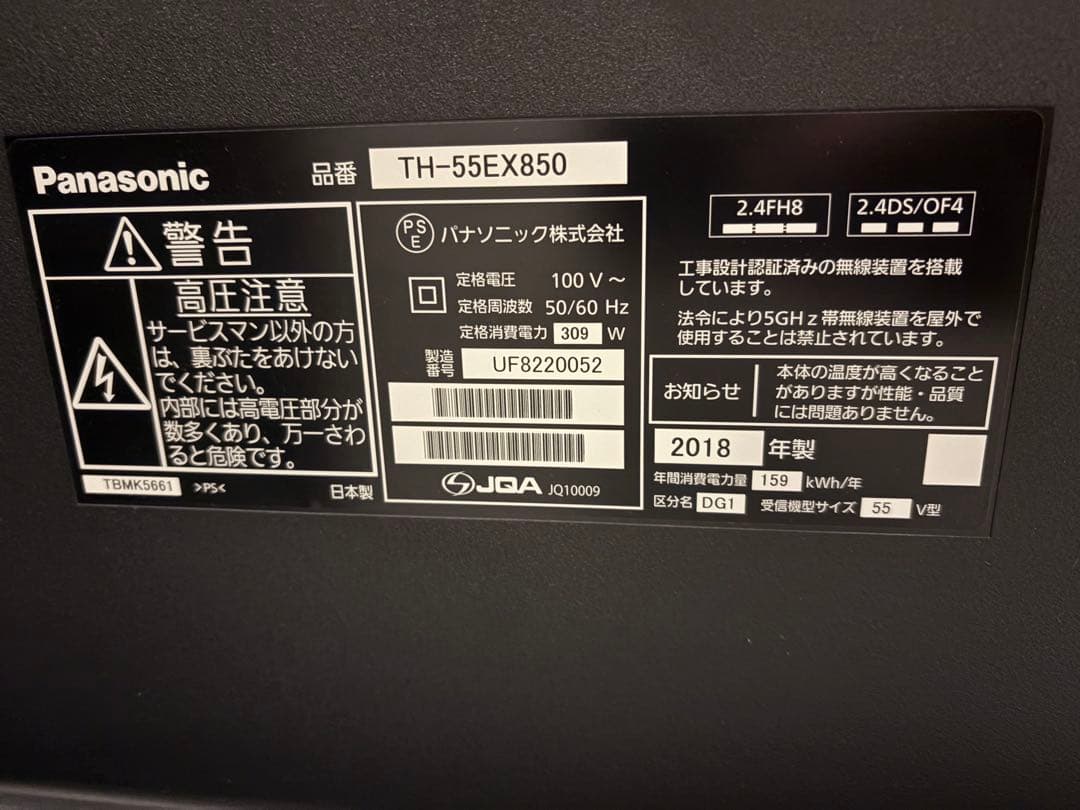 Panasonic
品番 TH-55EX850
警告
高圧注意
サービスマン以外の方
は、裏ぶたをあけない
でください。
内部には高電圧部分が
数多くあり、万一さわ
ると危険です。
TBMK5661 >PS< 日本製
PSE パナソニック株式会社
定格電圧 100 V～
定格周波数 50/60 Hz
定格消費電力 309 W
製造番号 UF8220052
JQA JQ10009
2.4FH8 2.4DS/OF4
工事設計認証済みの無線装置を搭載
しています。
法令により5GHz帯無線装置を屋外で
使用することは禁止されています。
お知らせ
本体の温度が高くなること
がありますが性能・品質
には問題ありません。
2018 年製
年間消費電力量 159 kWh/年
区分名 DG1 受信機型サイズ 55 V型